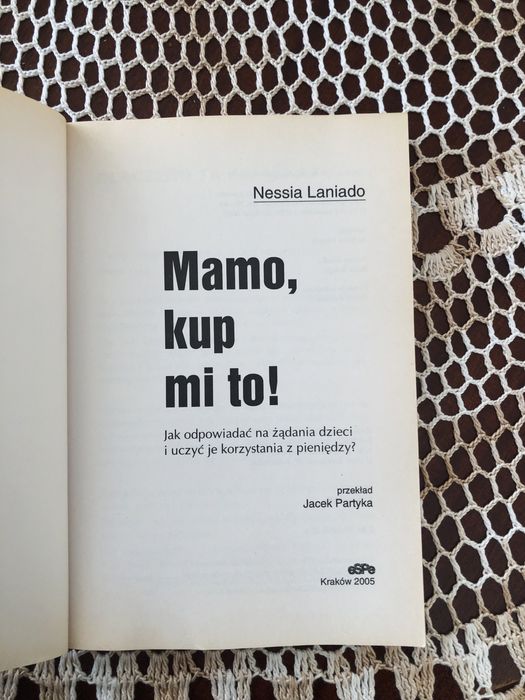 Nessia Laniado
Mamo,
kup
mi to!
Jak odpowiadać na żądania dzieci
i uczyć je korzystania z pieniędzy?
przekład
Jacek Partyka
eSPe
Kraków 2005